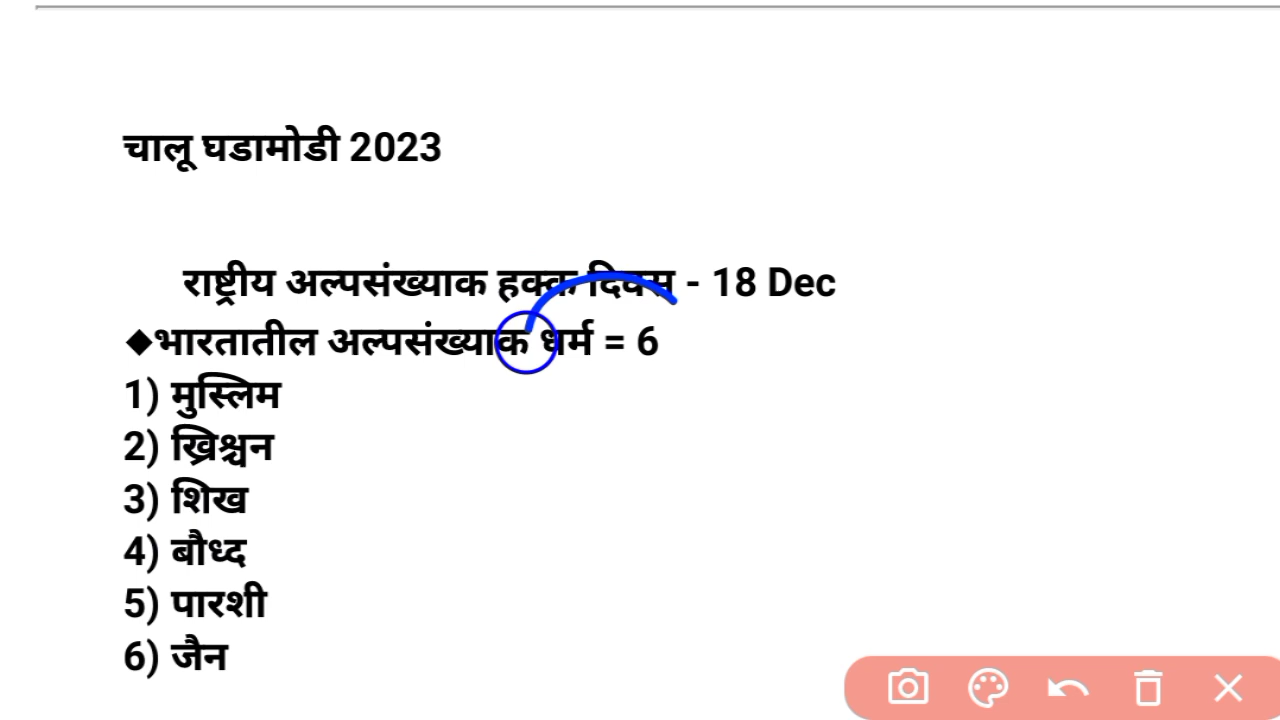 चालू घडामोडी 2023
राष्ट्रीय अल्पसंख्याक हक्क दिवस - 18 Dec
◆भारतातील अल्पसंख्याक धर्म = 6
1) मुस्लिम
2) ख्रिश्चन
3) शिख
4) बौध्द
5) पारशी
6) जैन